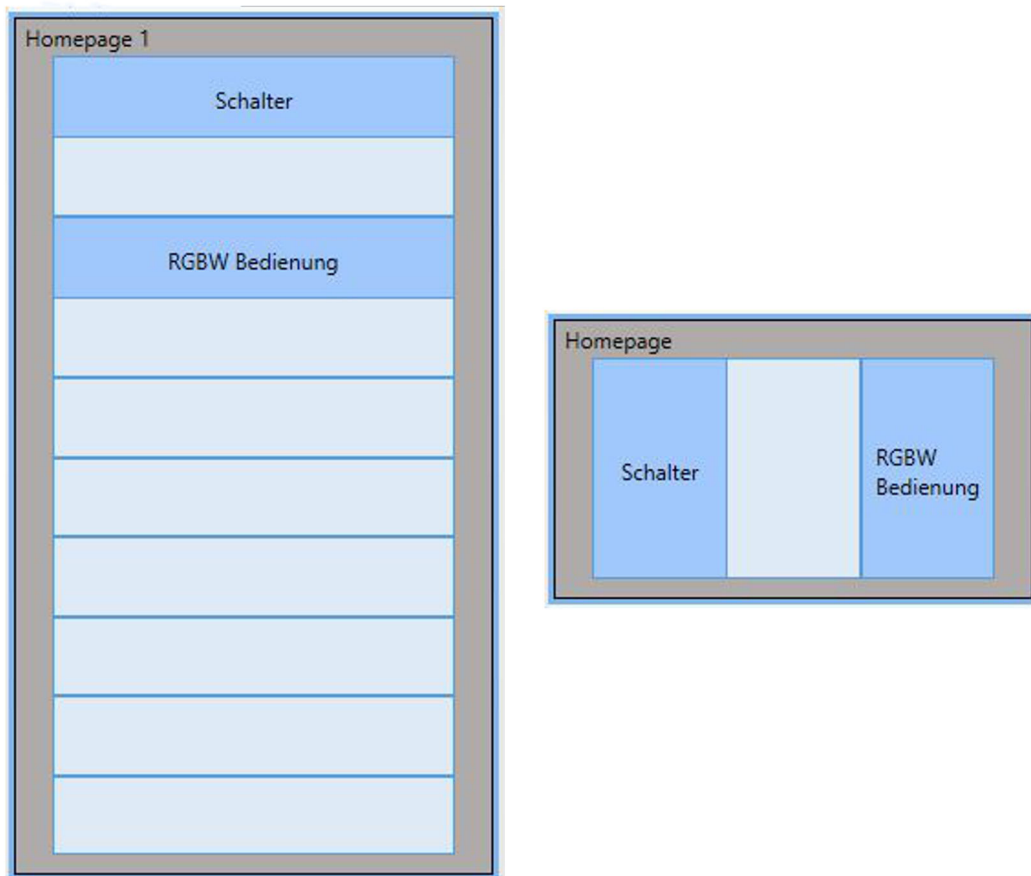 Homepage 1
Schalter
RGBW Bedienung
Homepage
Schalter
RGBW
Bedienung